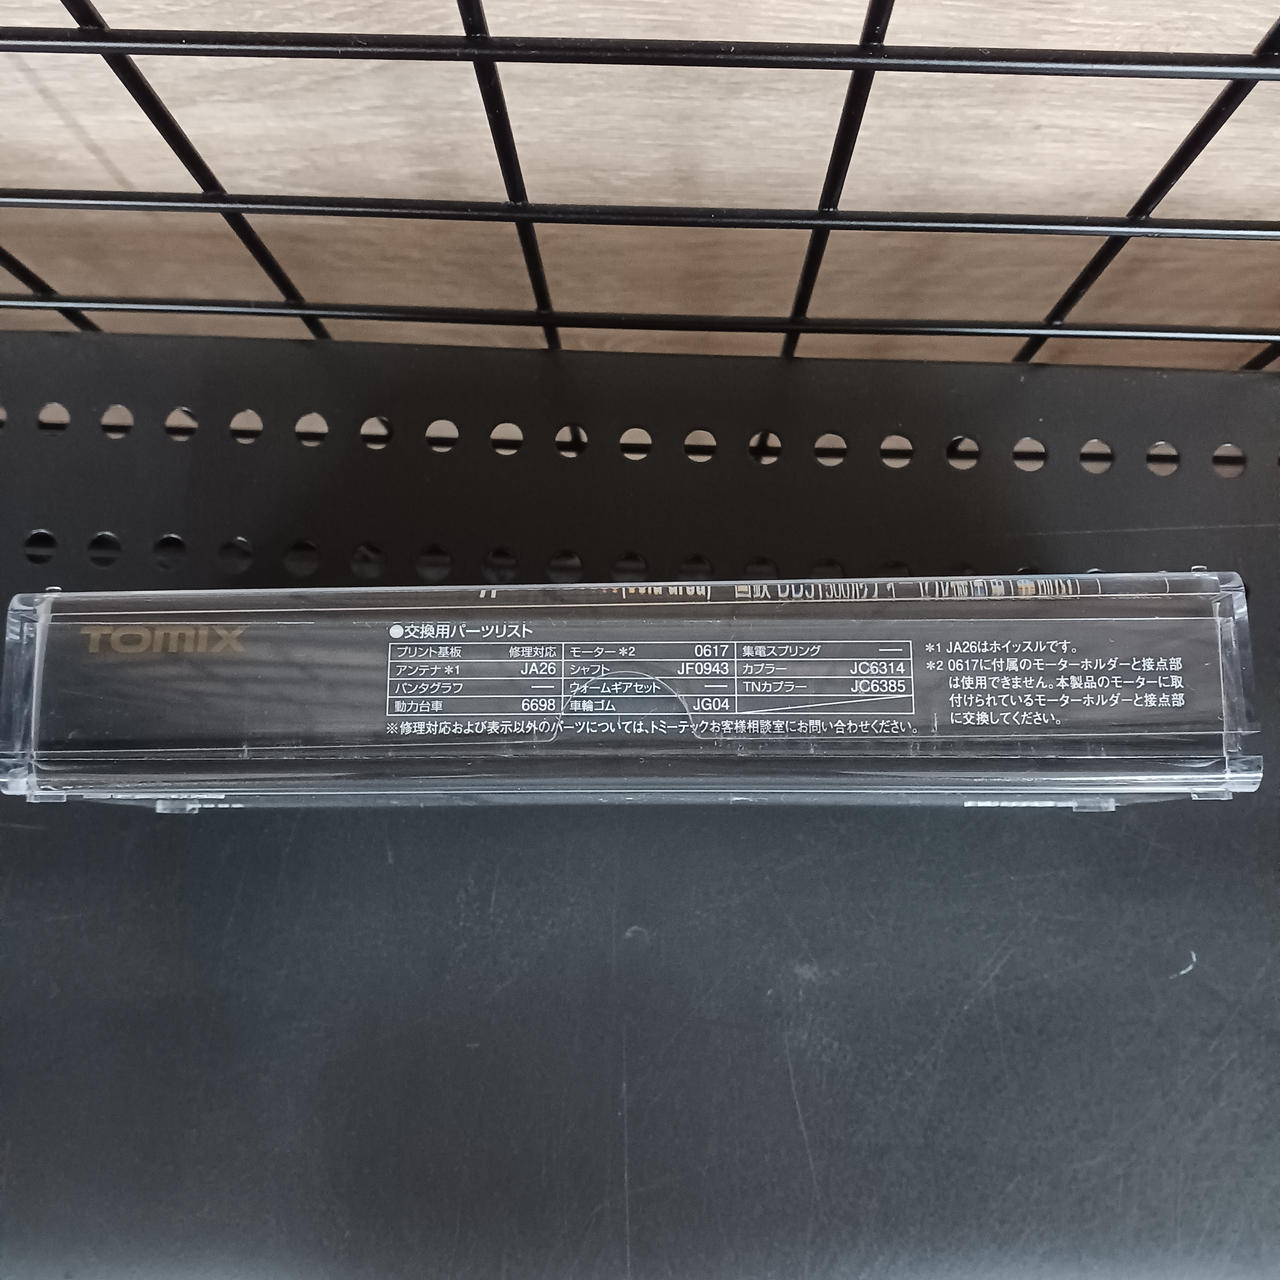 (cold area)
TOMIX
●交換用パーツリスト
プリント基板 修理対応 モーター*2 0617 集電スプリング ―
アンテナ*1 JA26 シャフト JF0943 カプラー JC6314
パンタグラフ ― ウォームギアセット ― TNカプラー JC6385
動力台車 6698 車輪ゴム JG04
※修理対応および表示以外のパーツについては、トミーテックお客様相談室にお問い合わせください。
*1 JA26はホイッスルです。
*2 0617に付属のモーターホルダーと接点部
は使用できません。本製品のモーターに取
付けられているモーターホルダーと接点部
に交換してください。